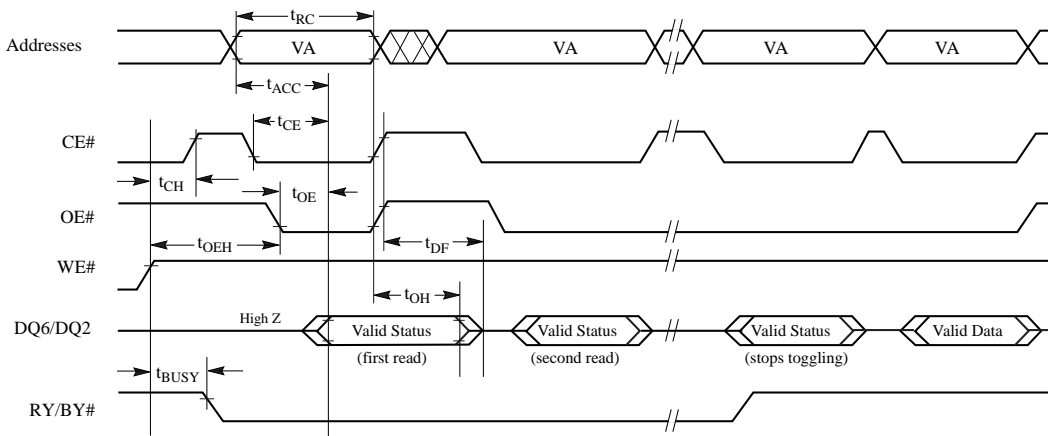 tRC
Addresses VA VA VA VA
tACC
tCE
CE#
tCH tOE
OE#
tOEH tDF
WE#
tOH
High Z
DQ6/DQ2 Valid Status Valid Status Valid Status Valid Data
(first read) (second read) (stops toggling)
tBUSY
RY/BY#